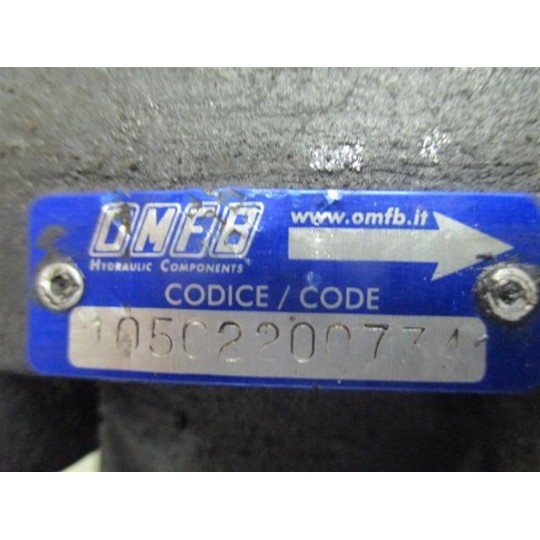 OMFB
www.omfb.it
HYDRAULIC COMPONENTS
CODICE / CODE
10502200734